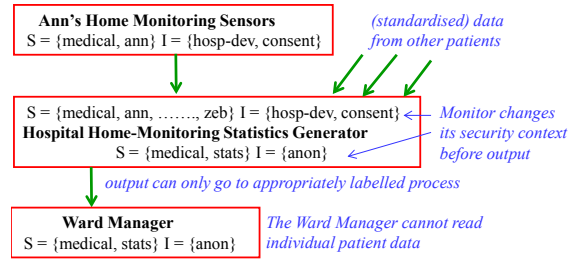 Ann's Home Monitoring Sensors
S = {medical, ann} I = {hosp-dev, consent}
(standardised) data
from other patients
S = {medical, ann, ……., zeb} I = {hosp-dev, consent}
Hospital Home-Monitoring Statistics Generator
S = {medical, stats} I = {anon}
Monitor changes
its security context
before output
output can only go to appropriately labelled process
Ward Manager
S = {medical, stats} I = {anon}
The Ward Manager cannot read
individual patient data